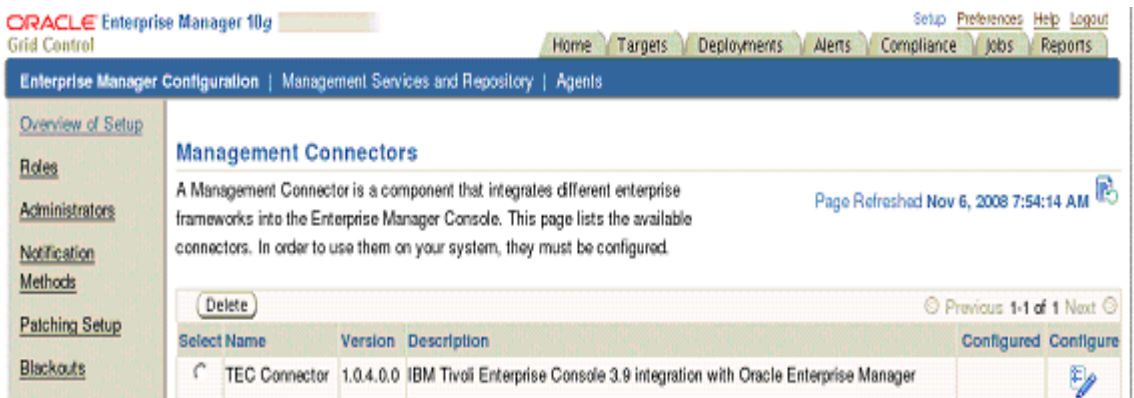 ORACLE Enterprise Manager 10g
Grid Control
Setup Preferences Help Logout
Home Targets Deployments Alerts Compliance Jobs Reports
Enterprise Manager Configuration | Management Services and Repository | Agents
Overview of Setup
Roles
Administrators
Notification
Methods
Patching Setup
Blackouts
Management Connectors
A Management Connector is a component that integrates different enterprise
frameworks into the Enterprise Manager Console. This page lists the available
connectors. In order to use them on your system, they must be configured.
Page Refreshed Nov 6, 2008 7:54:14 AM
Delete
Previous 1-1 of 1 Next
Select Name Version Description Configured Configure
TEC Connector 1.0.4.0.0 IBM Tivoli Enterprise Console 3.9 integration with Oracle Enterprise Manager